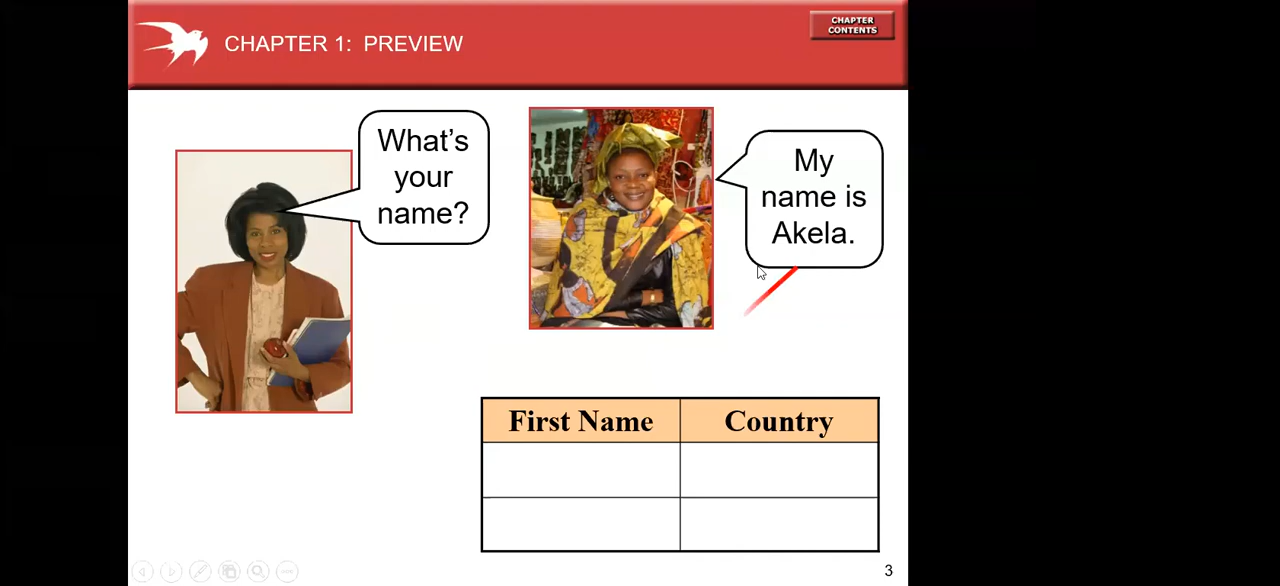 CHAPTER 1:  PREVIEW
CHAPTER
CONTENTS
What’s
your
name?
My
name is
Akela.
First Name
Country
3